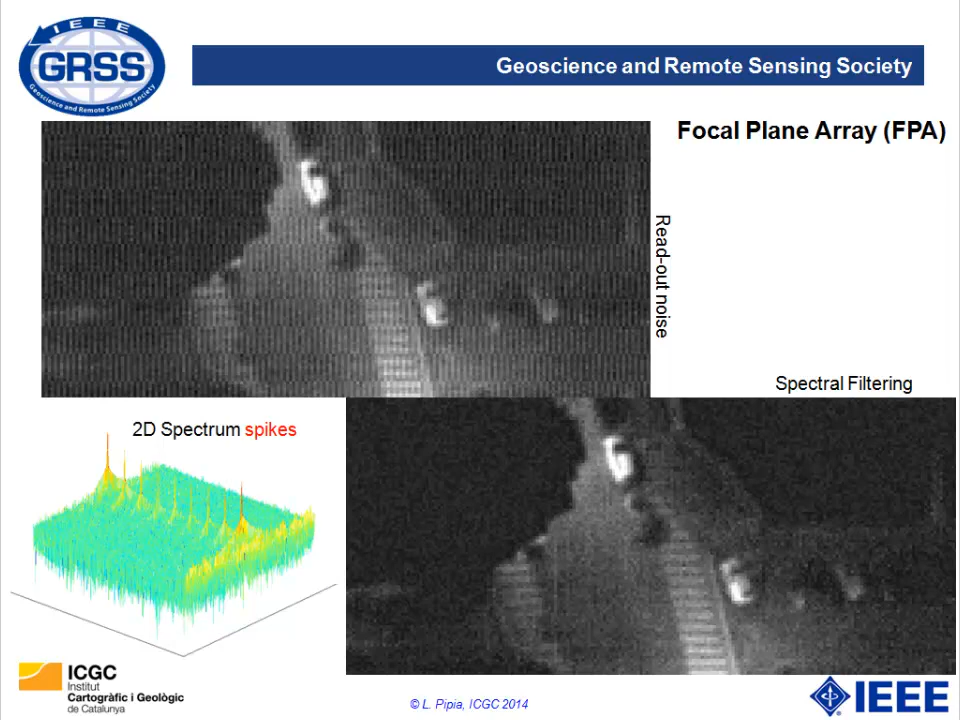 IEEE
GRSS
Geoscience and Remote Sensing Society
Geoscience and Remote Sensing Society
Focal Plane Array (FPA)
Read-out noise
Spectral Filtering
2D Spectrum spikes
ICGC
Institut
Cartogràfic i Geològic
de Catalunya
© L. Pipia, ICGC 2014
IEEE